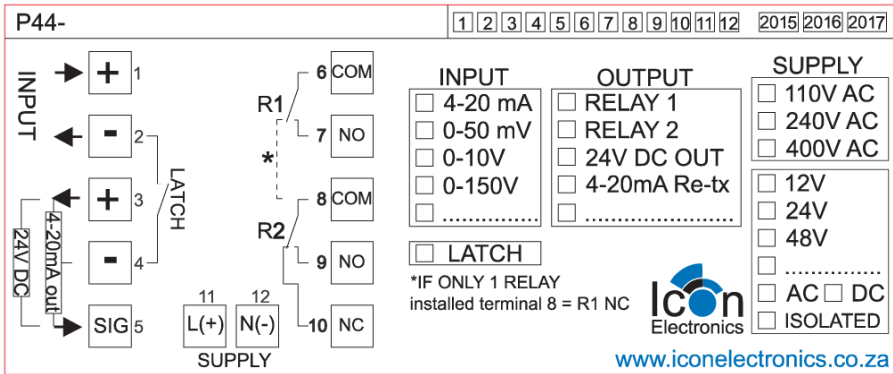 P44-
1 2 3 4 5 6 7 8 9 10 11 12 2015 2016 2017
INPUT
+ 1
- 2
+ 3
- 4
SIG 5
LATCH
24V DC
4-20mA out
11 12
L(+) N(-)
SUPPLY
R1
*
R2
6 COM
7 NO
8 COM
9 NO
10 NC
INPUT
4-20 mA
0-50 mV
0-10V
0-150V
................
LATCH
*IF ONLY 1 RELAY
installed terminal 8 = R1 NC
OUTPUT
RELAY 1
RELAY 2
24V DC OUT
4-20mA Re-tx
........................
SUPPLY
110V AC
240V AC
400V AC
12V
24V
48V
................
AC DC
ISOLATED
Icon
Electronics
www.iconelectronics.co.za